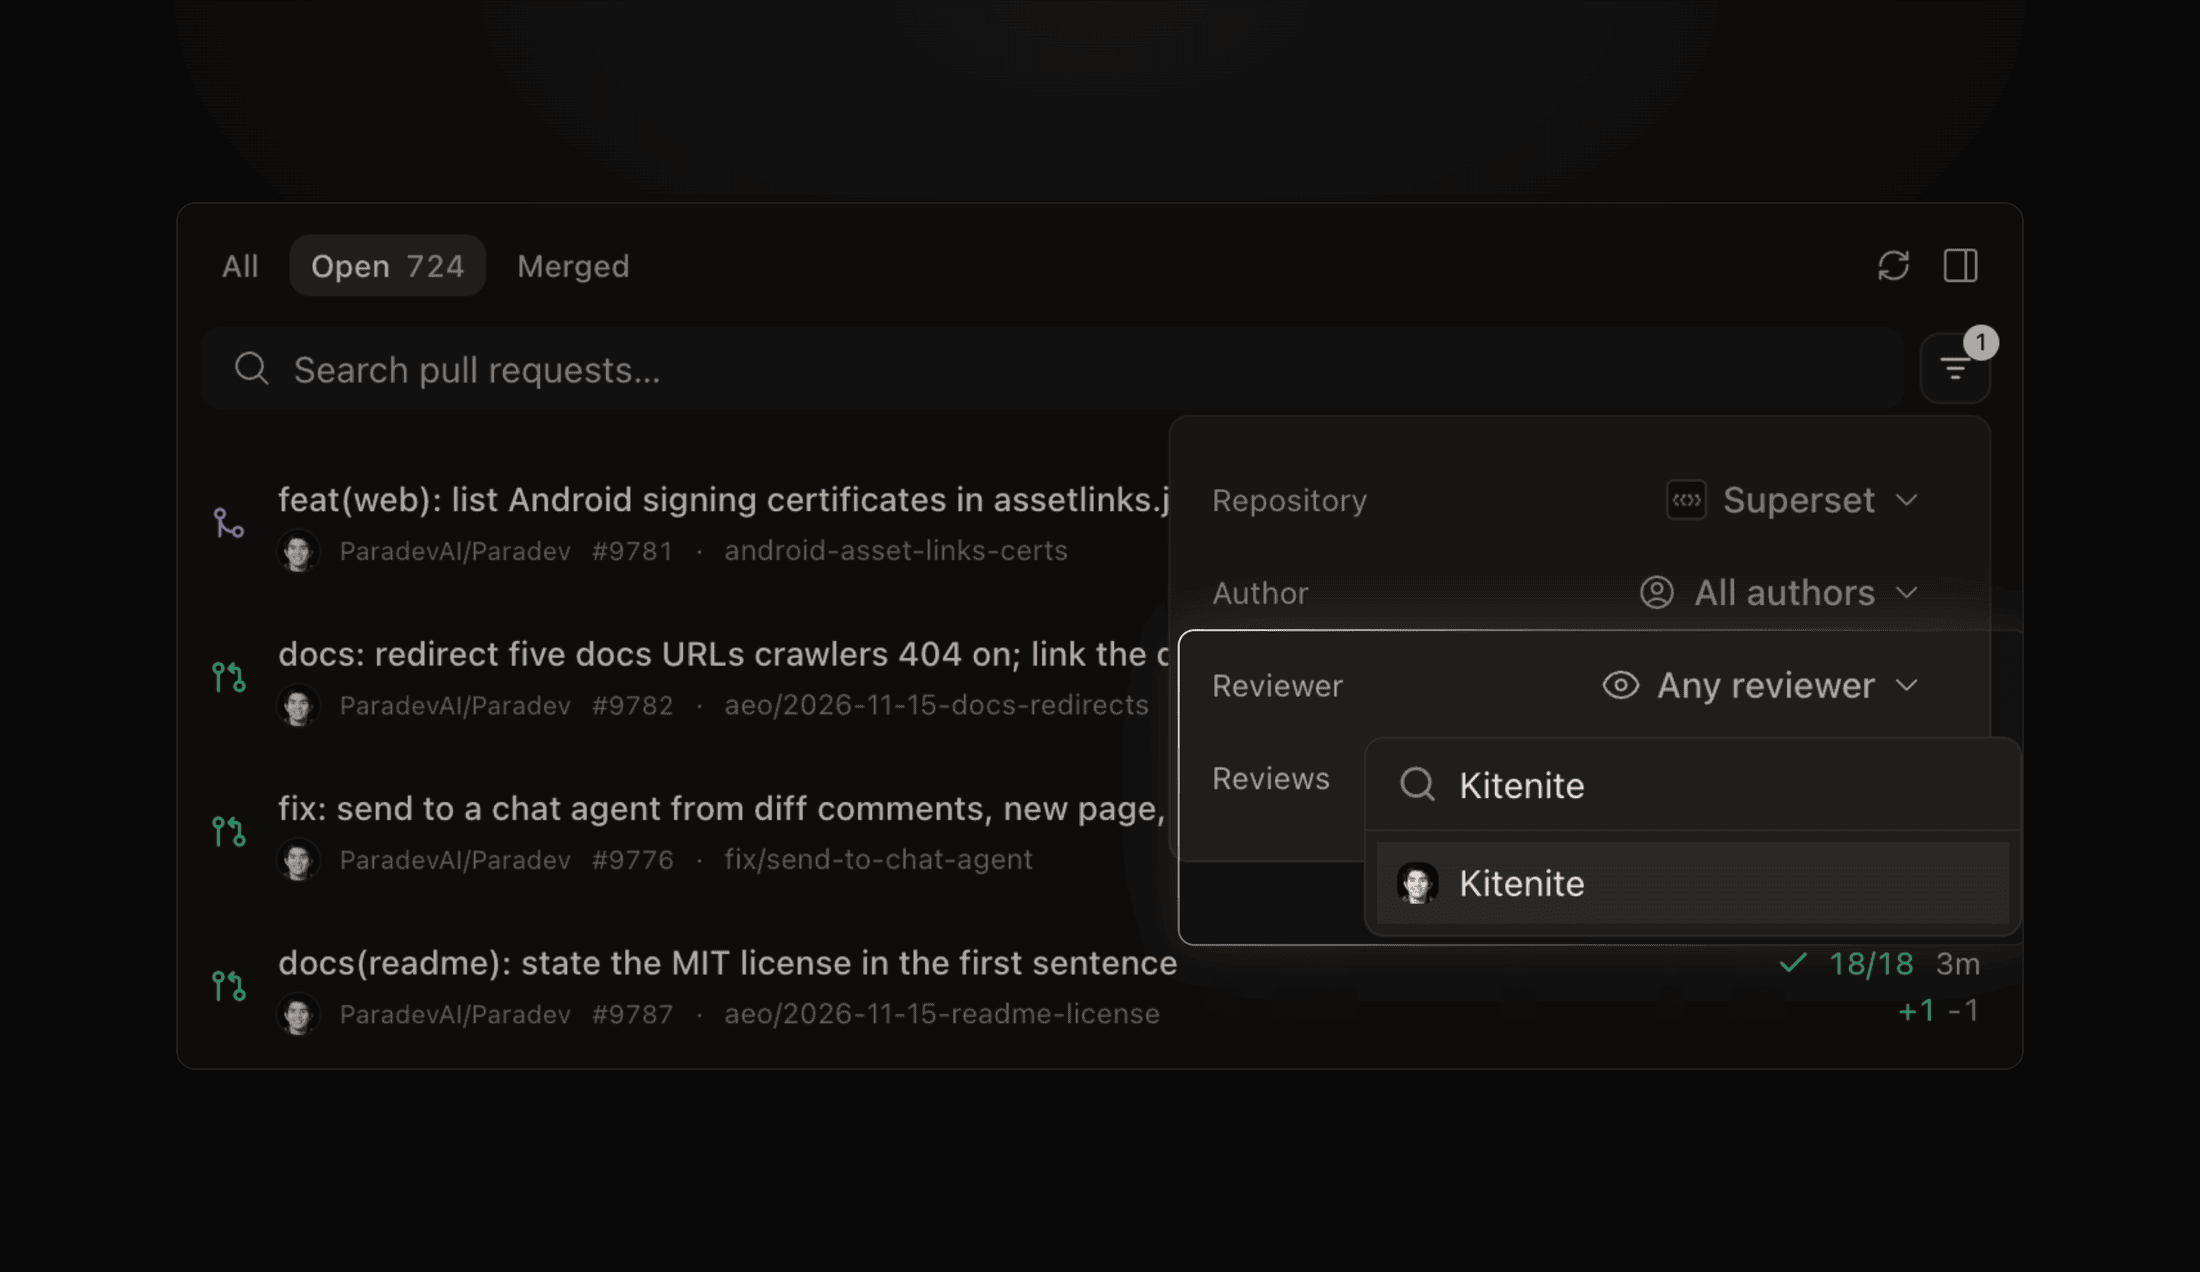 All Open 724 Merged
1
Search pull requests...
feat(web): list Android signing certificates in assetlinks.j
ParadevAI/Paradev #9781 · android-asset-links-certs
docs: redirect five docs URLs crawlers 404 on; link the
ParadevAI/Paradev #9782 · aeo/2026-11-15-docs-redirects
fix: send to a chat agent from diff comments, new page,
ParadevAI/Paradev #9776 · fix/send-to-chat-agent
docs(readme): state the MIT license in the first sentence
ParadevAI/Paradev #9787 · aeo/2026-11-15-readme-license
Repository Superset
Author All authors
Reviewer Any reviewer
Reviews
Kitenite
Kitenite
18/18 3m
+1 -1